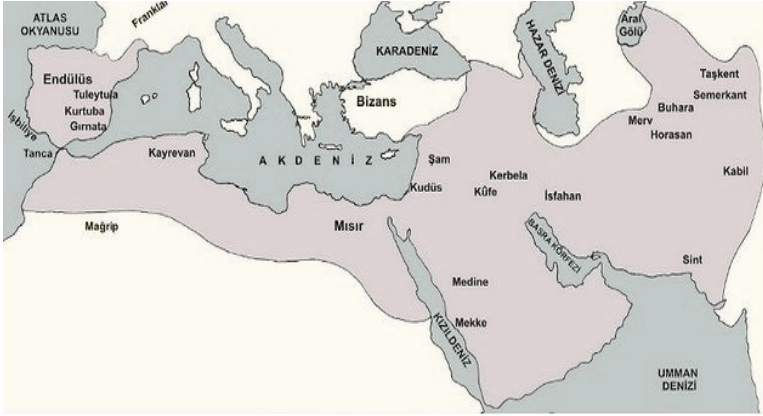 ATLAS
OKYANUSU
Franklar
KARADENİZ
HAZAR DENİZİ
Aral
Gölü
Endülüs
Tuleytula
Kurtuba
Gırnata
İşbiliye
Tanca
Kayrevan
Bizans
AKDENİZ
Şam
Kudüs
Kerbela
Kûfe
İsfahan
Taşkent
Semerkant
Buhara
Merv
Horasan
Kabil
Mağrip
Mısır
BASRA KÖRFEZİ
Sint
Medine
Mekke
KIZILDENİZ
UMMAN
DENİZİ